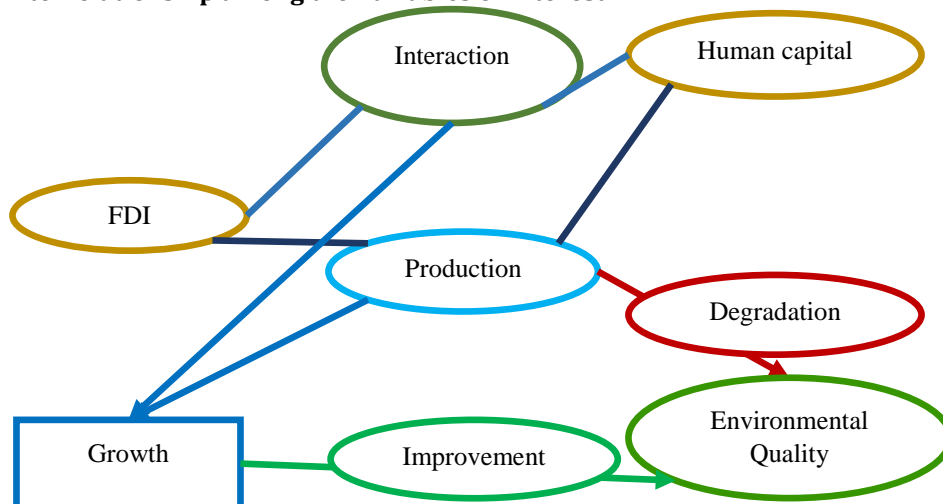 Interaction
Human capital
FDI
Production
Degradation
Environmental
Quality
Growth
Improvement